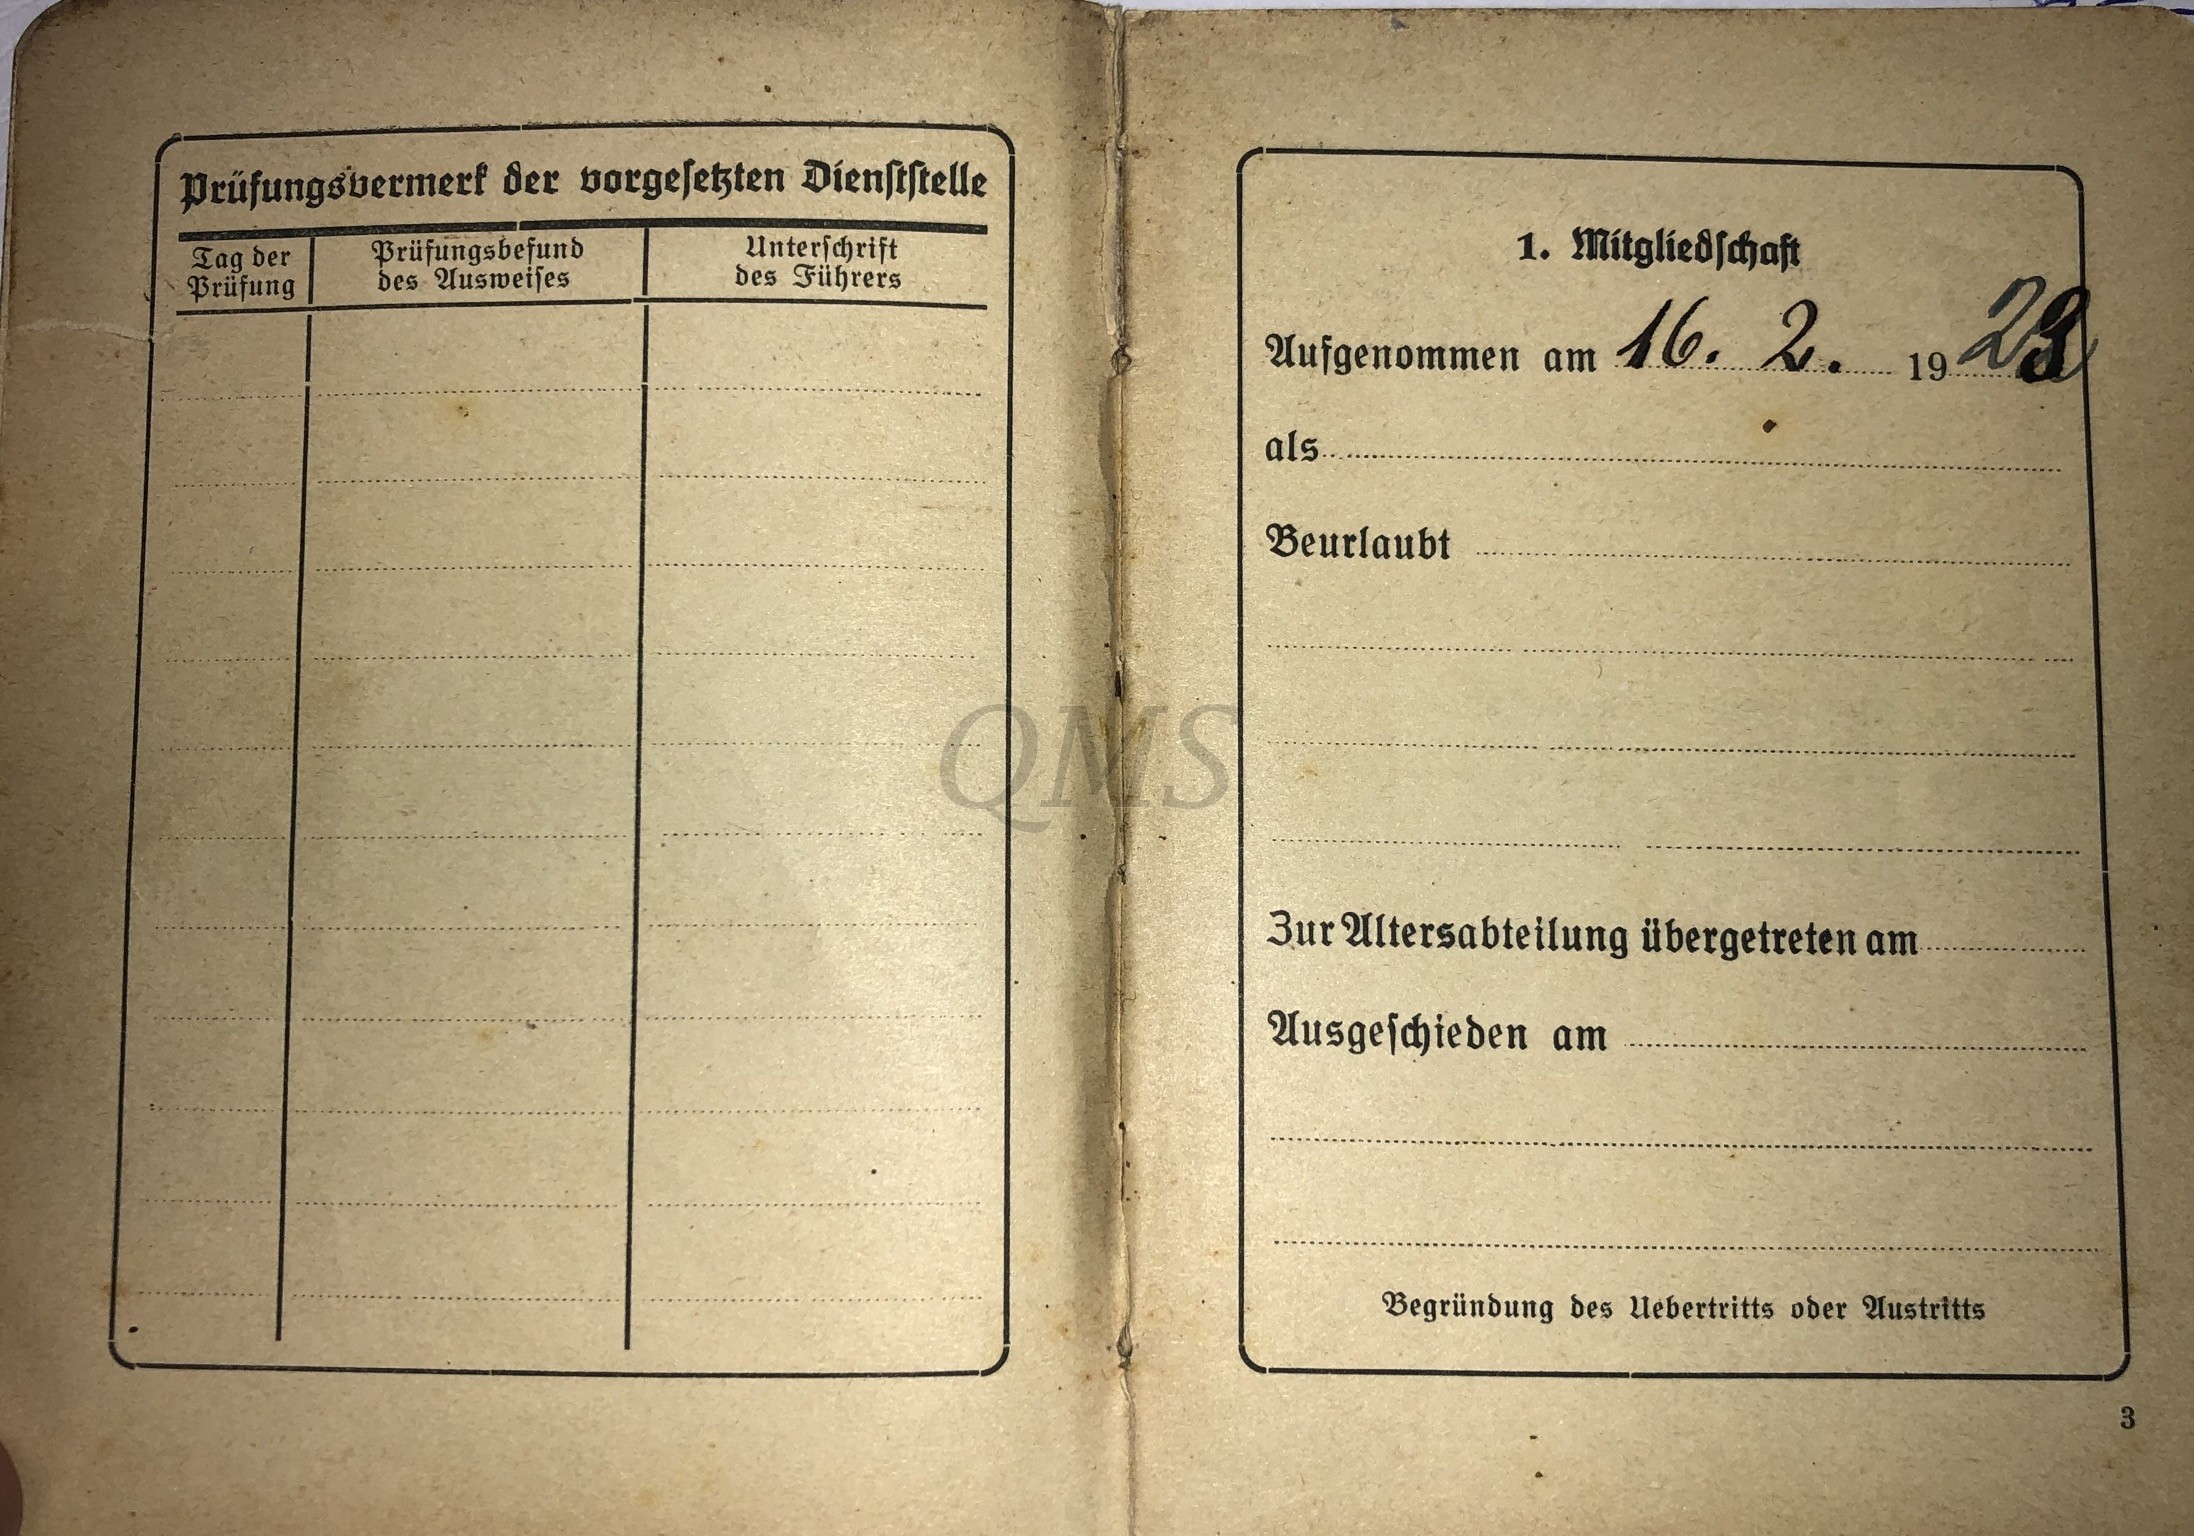 Prüfungsvermerk der vorgesetzten Dienststelle
Tag der Prüfung
Prüfungsbefund des Ausweises
Unterschrift des Führers
1. Mitgliedschaft
Aufgenommen am 16. 2. 19
als
Beurlaubt
Zur Altersabteilung übergetreten am
Ausgeschieden am
Begründung des Uebertritts oder Austritts
3
QMS